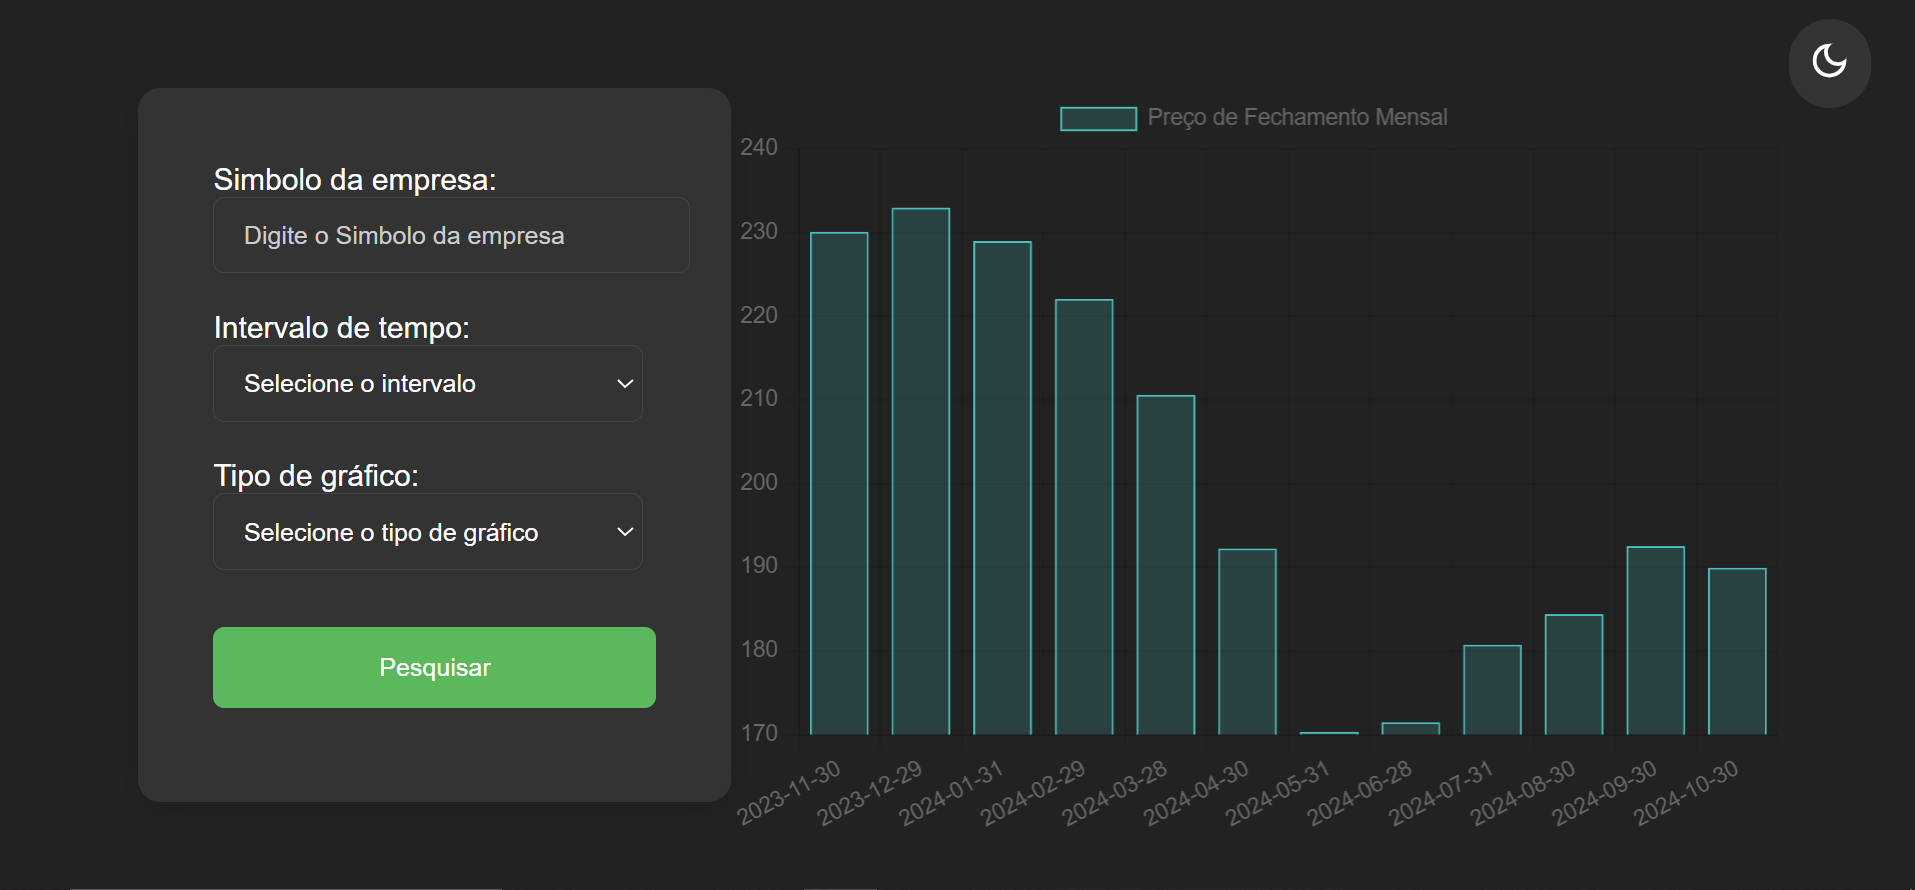 Simbolo da empresa:
Digite o Simbolo da empresa
Intervalo de tempo:
Selecione o intervalo
Tipo de gráfico:
Selecione o tipo de gráfico
Pesquisar
Preço de Fechamento Mensal
240
230
220
210
200
190
180
170
2023-11-30
2023-12-29
2024-01-31
2024-02-29
2024-03-28
2024-04-30
2024-05-31
2024-06-28
2024-07-31
2024-08-30
2024-09-30
2024-10-30